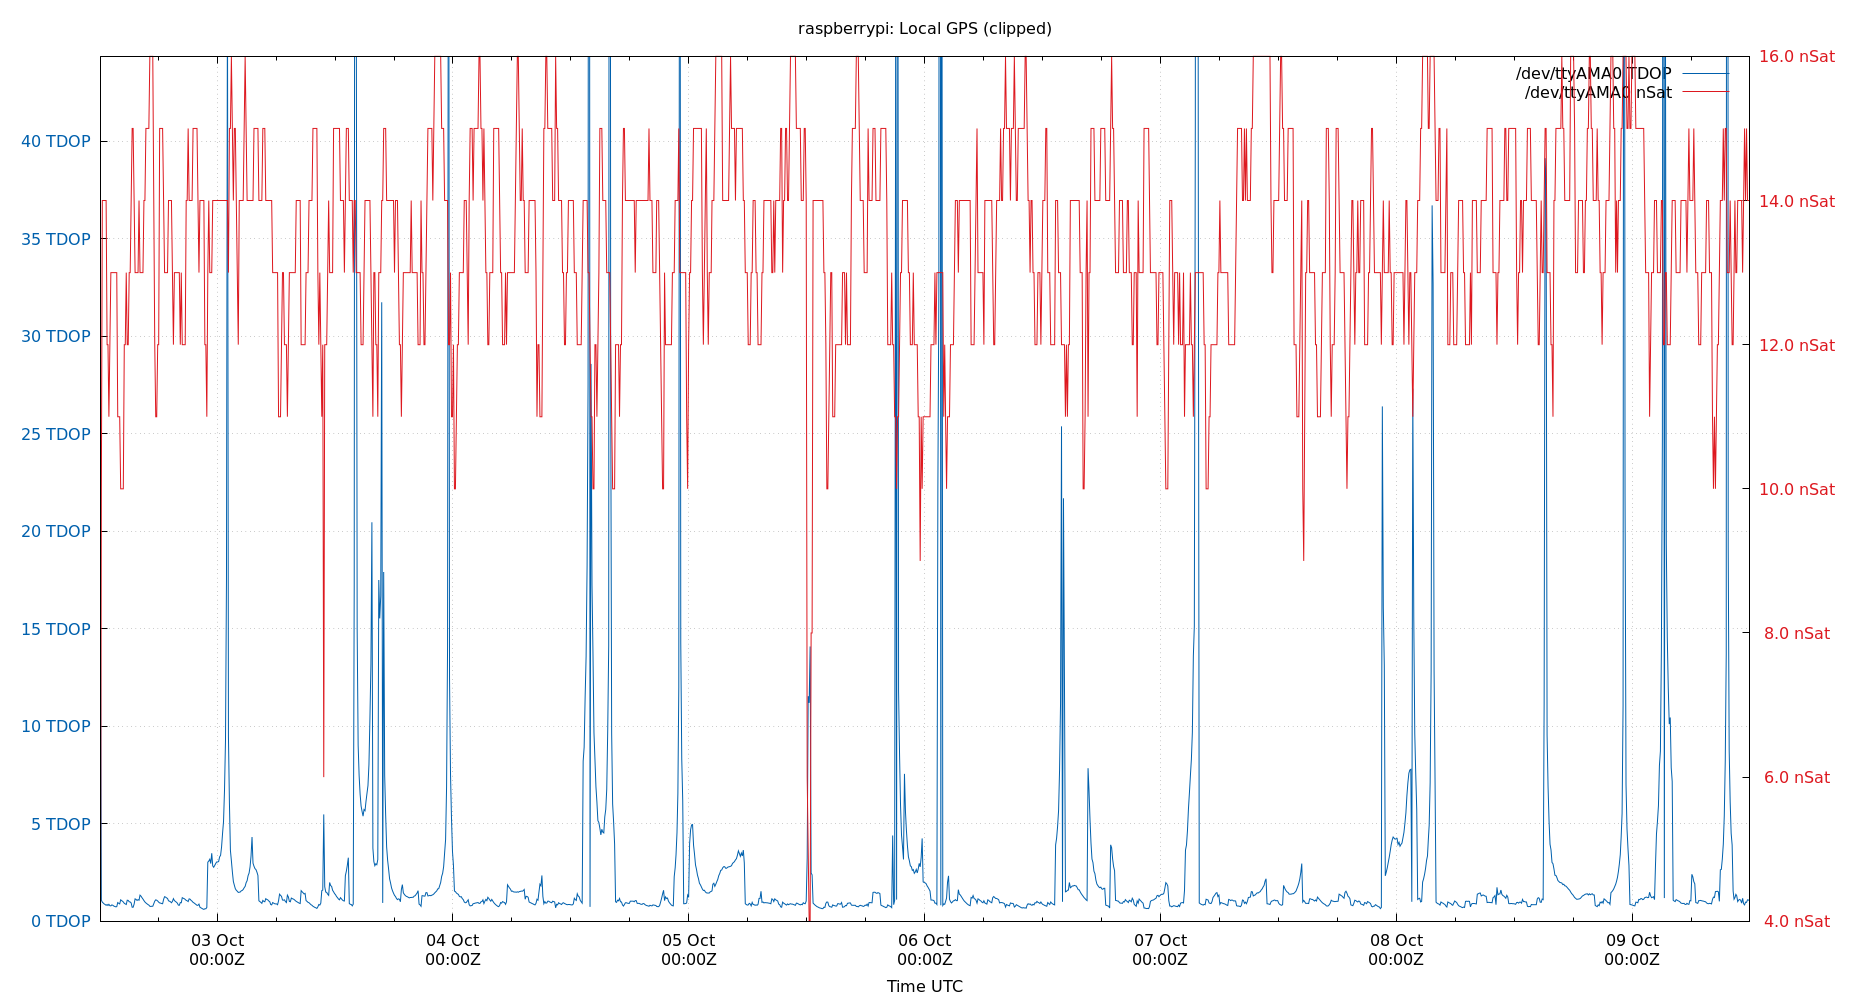 raspberrypi: Local GPS (clipped)
/dev/ttyAMA0 TDOP
/dev/ttyAMA0 nSat
40 TDOP
35 TDOP
30 TDOP
25 TDOP
20 TDOP
15 TDOP
10 TDOP
5 TDOP
0 TDOP
16.0 nSat
14.0 nSat
12.0 nSat
10.0 nSat
8.0 nSat
6.0 nSat
4.0 nSat
03 Oct
00:00Z
04 Oct
00:00Z
05 Oct
00:00Z
06 Oct
00:00Z
07 Oct
00:00Z
08 Oct
00:00Z
09 Oct
00:00Z
Time UTC